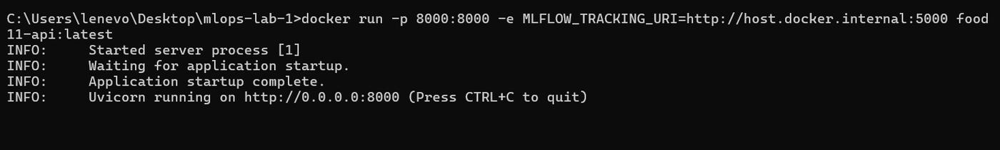 C:\Users\lenevo\Desktop\mlops-lab-1>docker run -p 8000:8000 -e MLFLOW_TRACKING_URI=http://host.docker.internal:5000 food
11-api:latest
INFO:     Started server process [1]
INFO:     Waiting for application startup.
INFO:     Application startup complete.
INFO:     Uvicorn running on http://0.0.0.0:8000 (Press CTRL+C to quit)